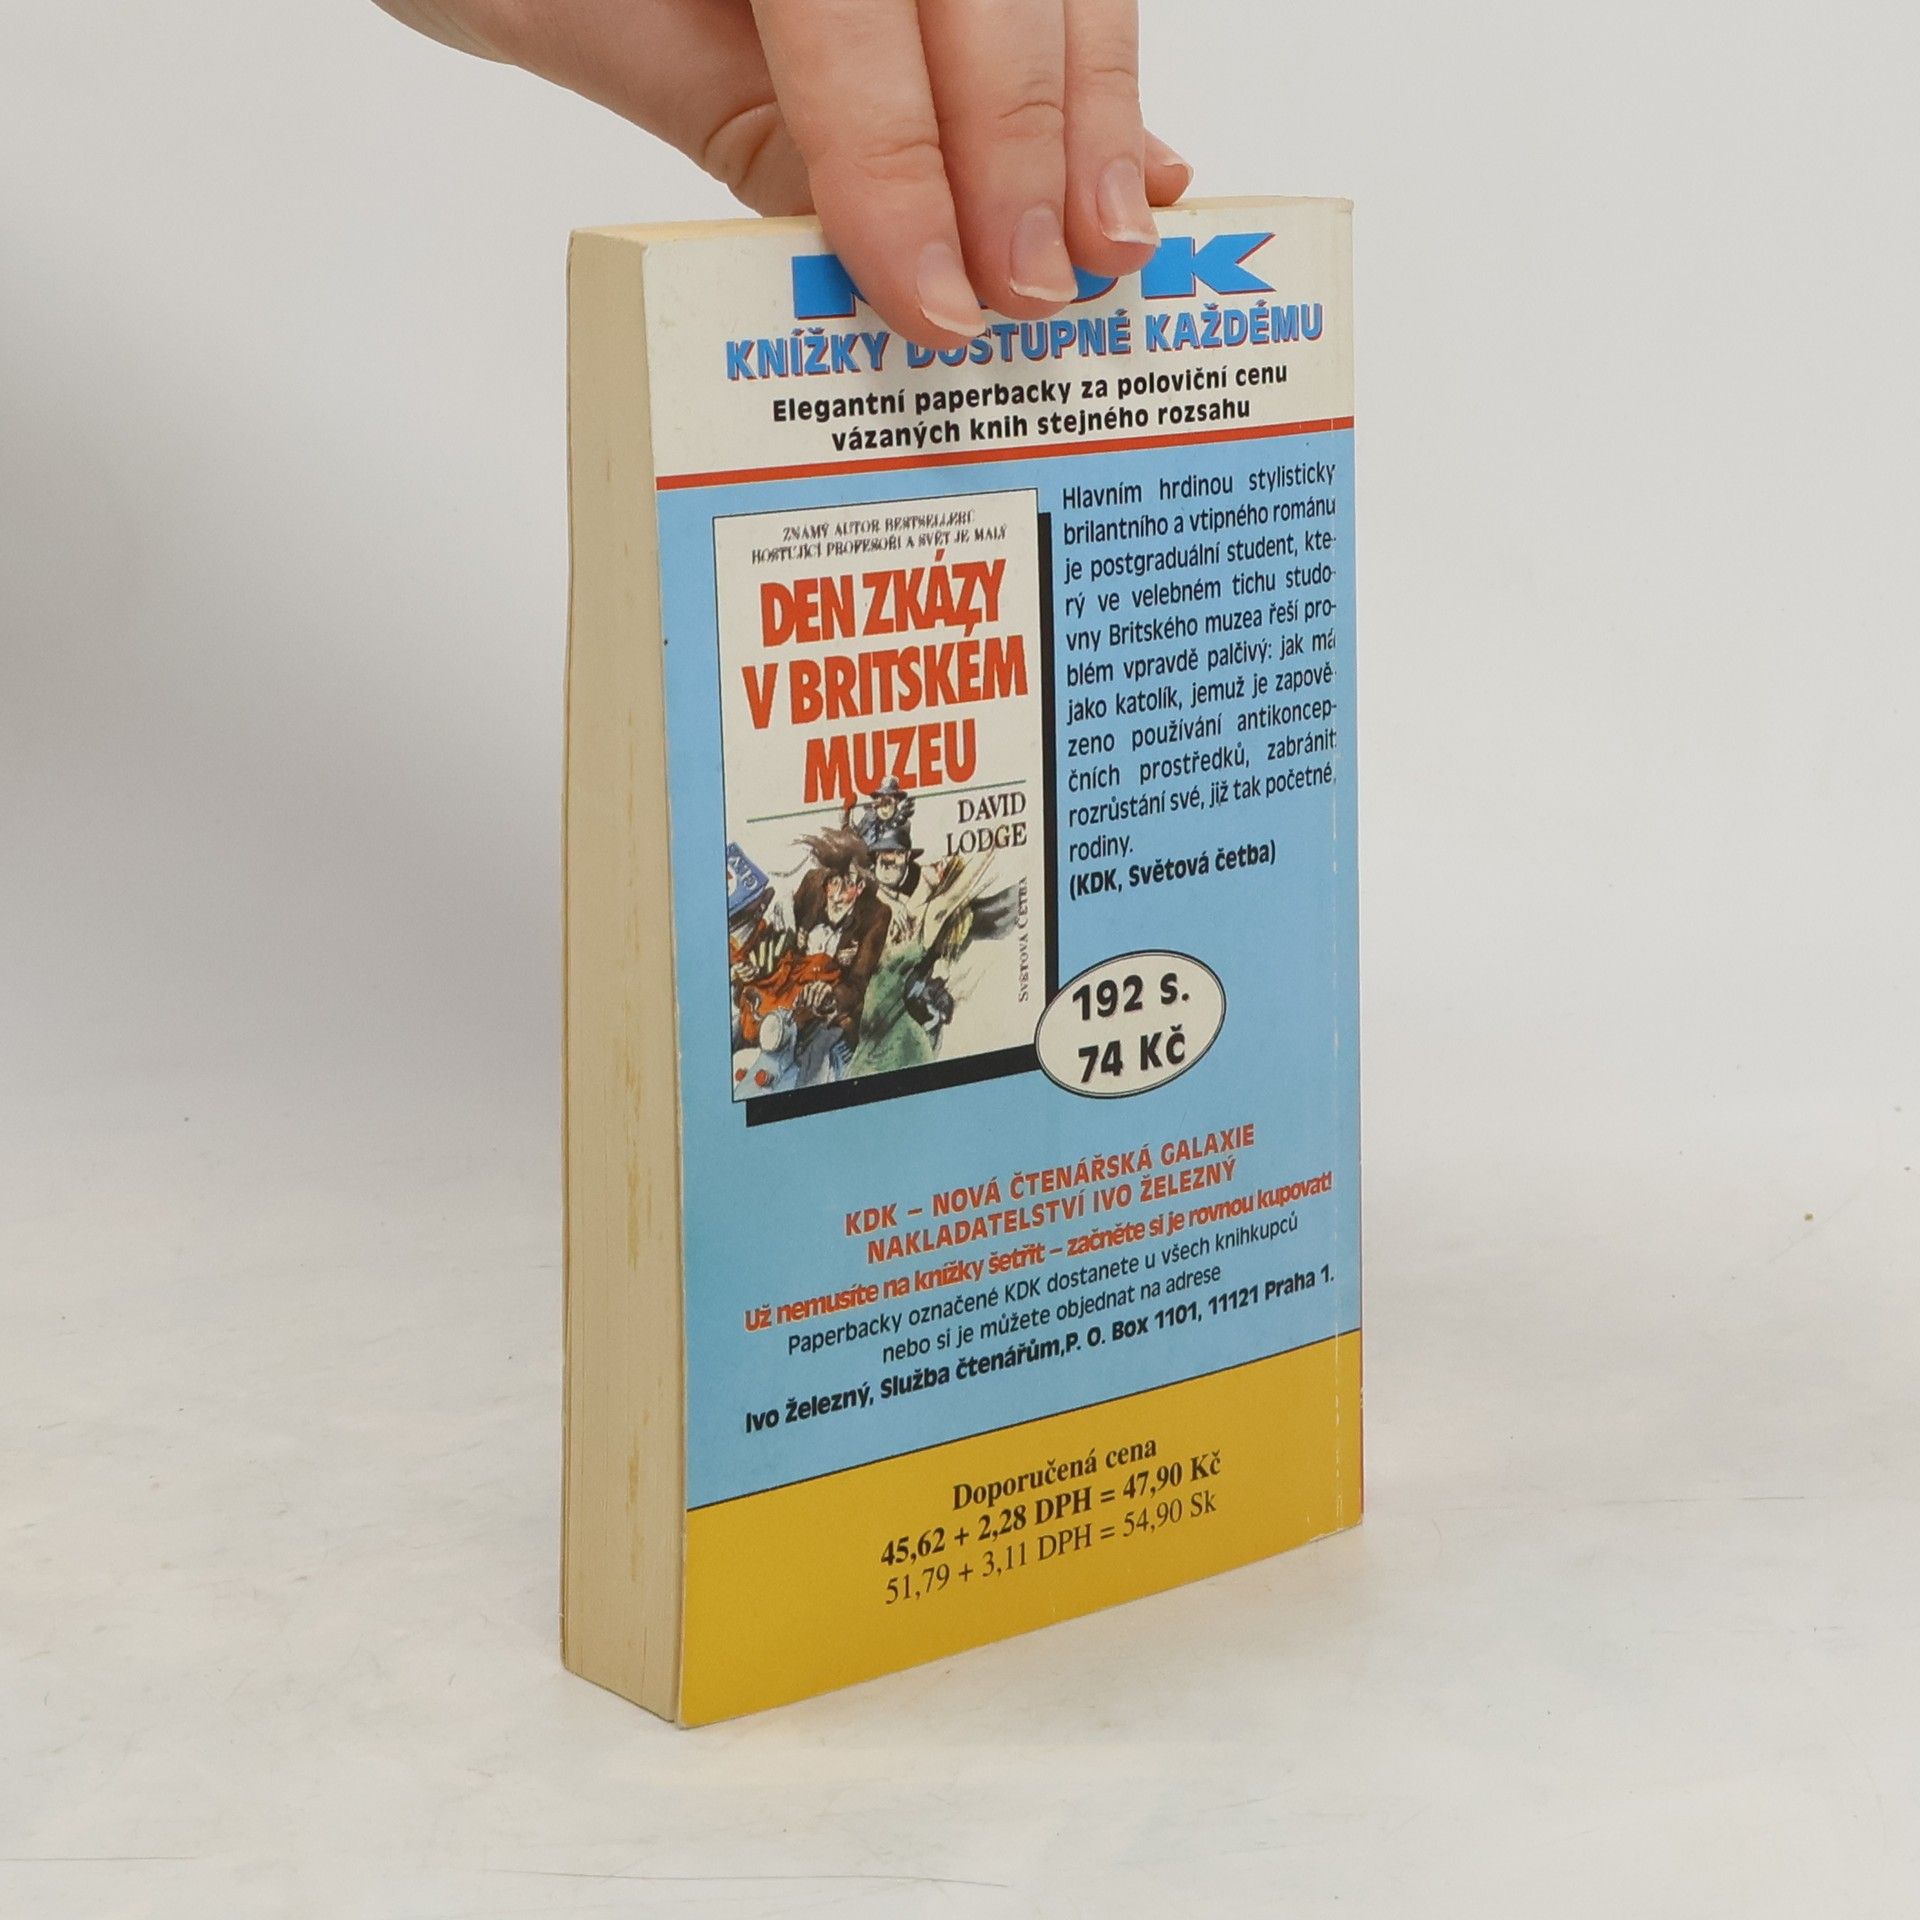 KNÍŽKY DOSTUPNÉ KAŽDÉMU
Elegantní paperbacky za poloviční cenu
vázaných knih stejného rozsahu
ZNÁMÝ AUTOR BESTSELLERŮ
HOSTUJÍCÍ PROFESOŘI A SVĚT JE MALÝ
DEN ZKÁZY
V BRITSKÉM
MUZEU
DAVID
LODGE
SVĚTOVÁ ČETBA
Hlavním hrdinou stylisticky
brilantního a vtipného románu
je postgraduální student, kte-
rý ve velebném tichu studo-
vny Britského muzea řeší pro-
blém vpravdě palčivý: jak má
jako katolík, jemuž je zapově-
zeno používání antikoncep-
čních prostředků, zabránit
rozrůstání své, již tak početné,
rodiny.
(KDK, Světová četba)
192 s.
74 Kč
KDK – NOVÁ ČTENÁŘSKÁ GALAXIE
NAKLADATELSTVÍ IVO ŽELEZNÝ
Už nemusíte na knížky šetřit – začněte si je rovnou kupovat!
Paperbacky označené KDK dostanete u všech knihkupců
nebo si je můžete objednat na adrese
Ivo Železný, Služba čtenářům,P. O. Box 1101, 11121 Praha 1.
Doporučená cena
45,62 + 2,28 DPH = 47,90 Kč
51,79 + 3,11 DPH = 54,90 Sk